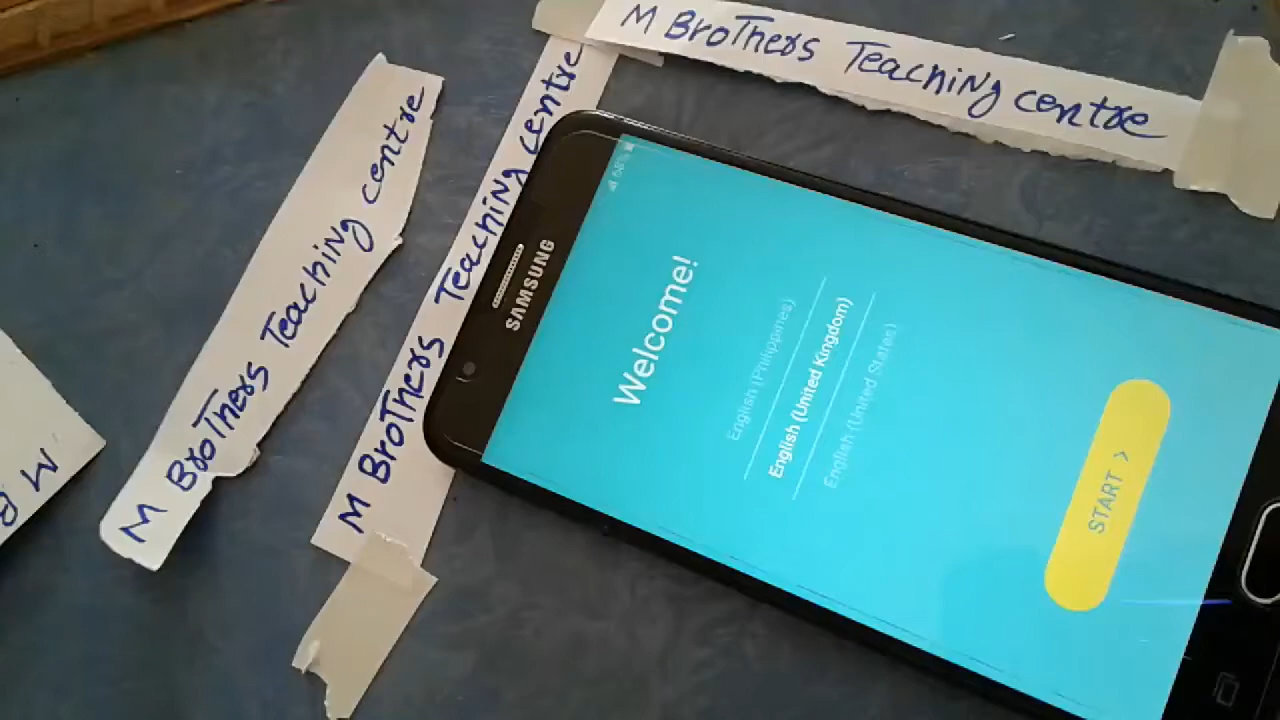 M BroThers Teaching centre
M BroThers Teaching centre
M BroThers Teaching centre
M B
68%
SAMSUNG
Welcome!
English (Philippines)
English (United Kingdom)
English (United States)
START >